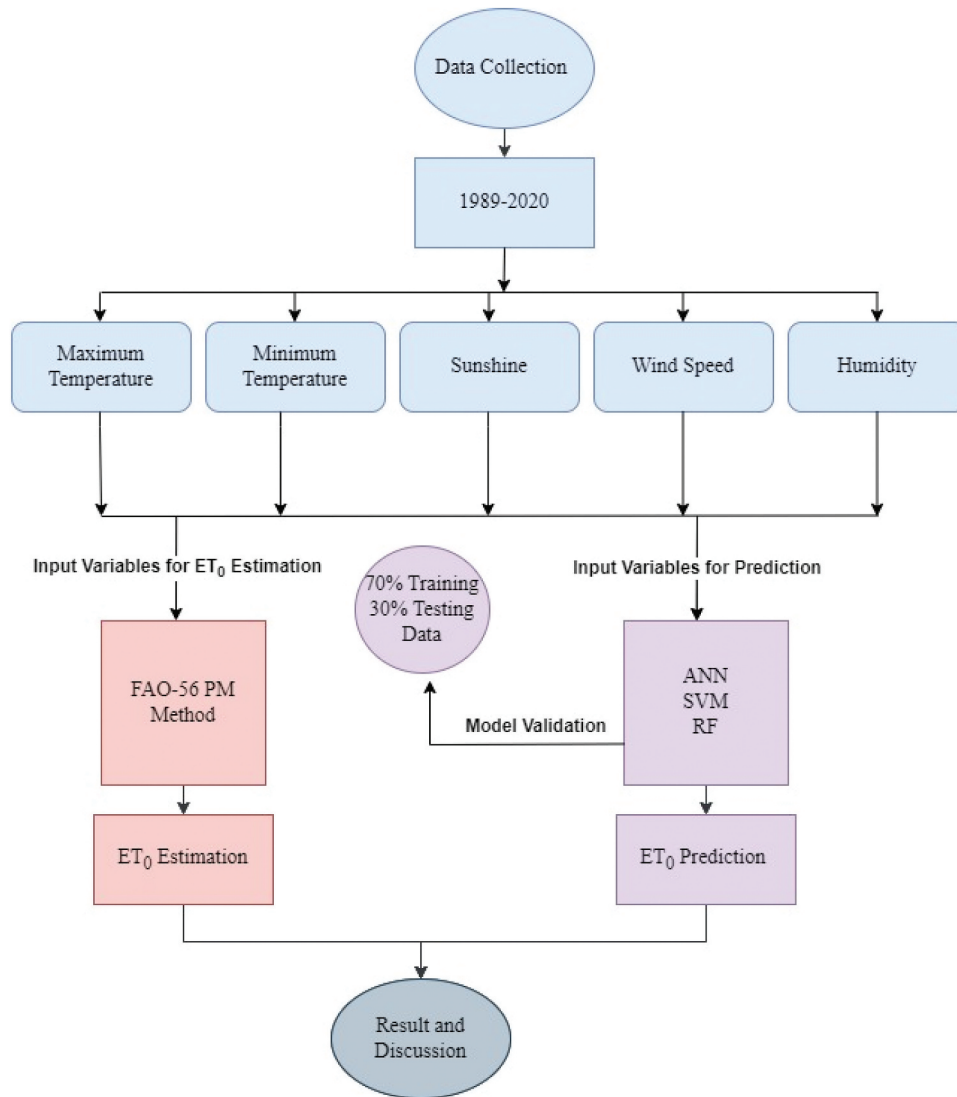 Data Collection
1989-2020
Maximum
Temperature
Minimum
Temperature
Sunshine
Wind Speed
Humidity
Input Variables for ET₀ Estimation
Input Variables for Prediction
70% Training
30% Testing
Data
FAO-56 PM
Method
ANN
SVM
RF
Model Validation
ET₀ Estimation
ET₀ Prediction
Result and
Discussion